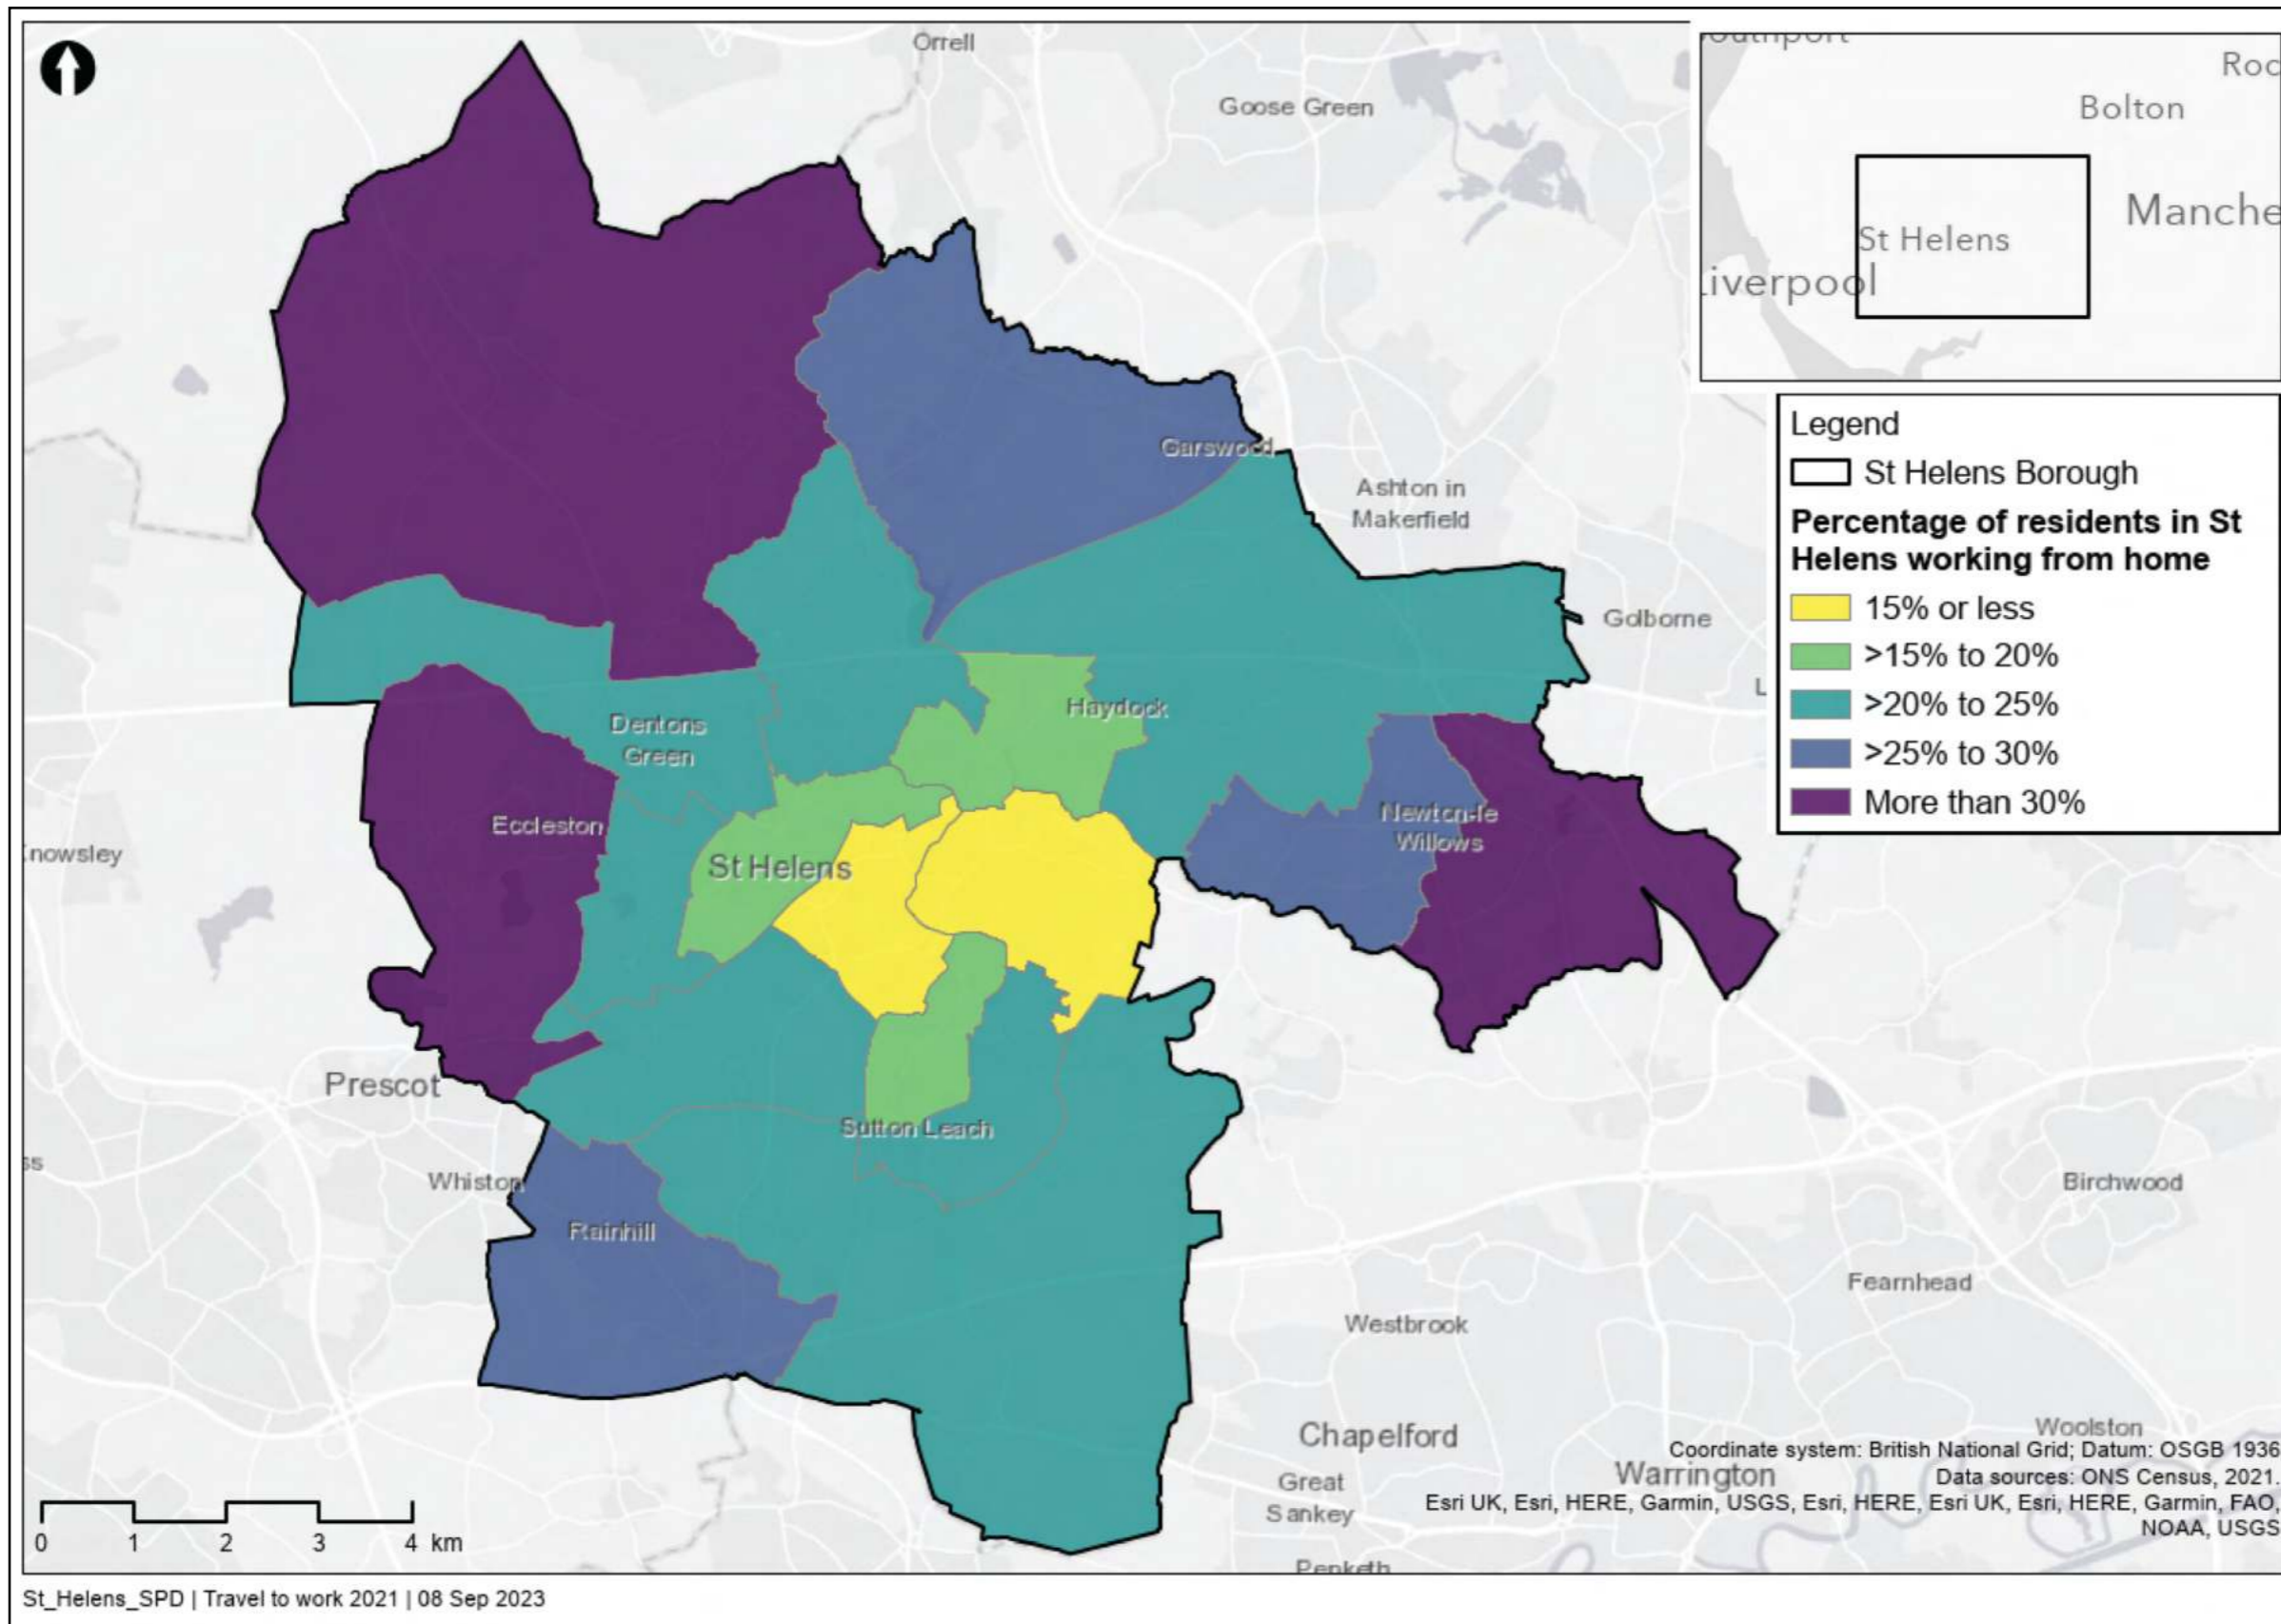 Orrell
Goose Green
Garswood
Ashton in
Makerfield
Golborne
Haydock
Dentons
Green
Eccleston
St Helens
Newton-le
Willows
Prescot
Whiston
Sutton Leach
Rainhill
Birchwood
Fearnhead
Westbrook
Chapelford
Great
Sankey
Woolston
Warrington
Penketh
nowsley
ss
L
Bolton
Roc
Manche
St Helens
iverpool
Legend
St Helens Borough
Percentage of residents in St
Helens working from home
15% or less
>15% to 20%
>20% to 25%
>25% to 30%
More than 30%
Coordinate system: British National Grid; Datum: OSGB 1936
Data sources: ONS Census, 2021.
Esri UK, Esri, HERE, Garmin, USGS, Esri, HERE, Esri UK, Esri, HERE, Garmin, FAO,
NOAA, USGS
0 1 2 3 4 km
St_Helens_SPD | Travel to work 2021 | 08 Sep 2023